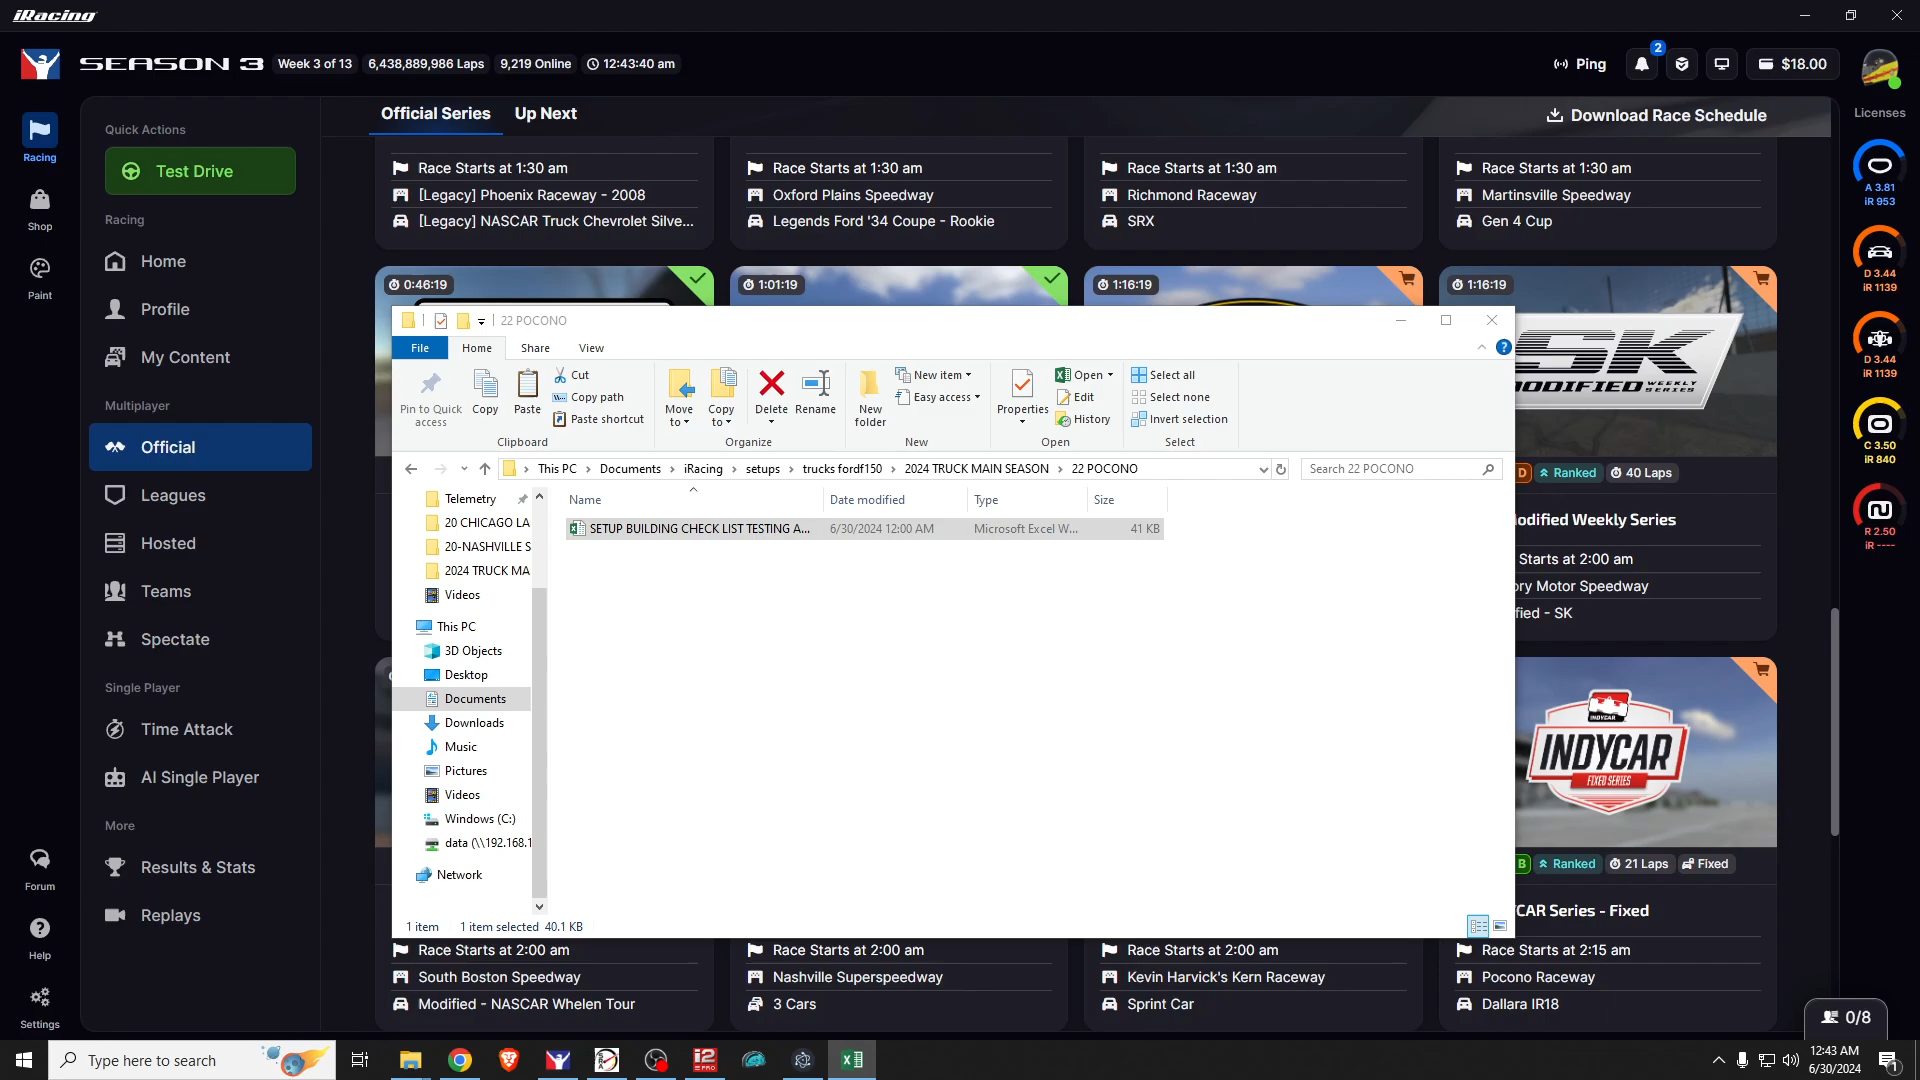 iRacing
SEASON 3
Week 3 of 13
6,438,889,986 Laps
9,219 Online
12:43:40 am
Ping
2
$18.00
Racing
Shop
Paint
Forum
Help
Settings
Quick Actions
Test Drive
Racing
Home
Profile
My Content
Multiplayer
Official
Leagues
Hosted
Teams
Spectate
Single Player
Time Attack
AI Single Player
More
Results & Stats
Replays
Official Series
Up Next
Download Race Schedule
Race Starts at 1:30 am
[Legacy] Phoenix Raceway - 2008
[Legacy] NASCAR Truck Chevrolet Silve...
Race Starts at 1:30 am
Oxford Plains Speedway
Legends Ford '34 Coupe - Rookie
Race Starts at 1:30 am
Richmond Raceway
SRX
Race Starts at 1:30 am
Martinsville Speedway
Gen 4 Cup
0:46:19
1:01:19
1:16:19
1:16:19
SK
MODIFIED WEEKLY SERIES
D
Ranked
40 Laps
Modified Weekly Series
Starts at 2:00 am
ory Motor Speedway
fied - SK
INDYCAR
INDYCAR
FIXED SERIES
B
Ranked
21 Laps
Fixed
CAR Series - Fixed
Race Starts at 2:15 am
Pocono Raceway
Dallara IR18
Race Starts at 2:00 am
South Boston Speedway
Modified - NASCAR Whelen Tour
Race Starts at 2:00 am
Nashville Superspeedway
3 Cars
Race Starts at 2:00 am
Kevin Harvick's Kern Raceway
Sprint Car
0/8
Licenses
A 3.81
iR 953
D 3.44
iR 1139
D 3.44
iR 1139
C 3.50
iR 840
R 2.50
iR ----
22 POCONO
File
Home
Share
View
Pin to Quick
access
Copy
Paste
Cut
Copy path
Paste shortcut
Clipboard
Move
to
Copy
to
Delete
Rename
Organize
New
folder
New item
Easy access
New
Properties
Open
Edit
History
Open
Select all
Select none
Invert selection
Select
This PC
Documents
iRacing
setups
trucks fordf150
2024 TRUCK MAIN SEASON
22 POCONO
Search 22 POCONO
Telemetry
20 CHICAGO LA
20-NASHVILLE S
2024 TRUCK MA
Videos
This PC
3D Objects
Desktop
Documents
Downloads
Music
Pictures
Videos
Windows (C:)
data (\\192.168.1
Network
Name
Date modified
Type
Size
SETUP BUILDING CHECK LIST TESTING A...
6/30/2024 12:00 AM
Microsoft Excel W...
41 KB
1 item
1 item selected
40.1 KB
Type here to search
i2
PRO
12:43 AM
6/30/2024
1